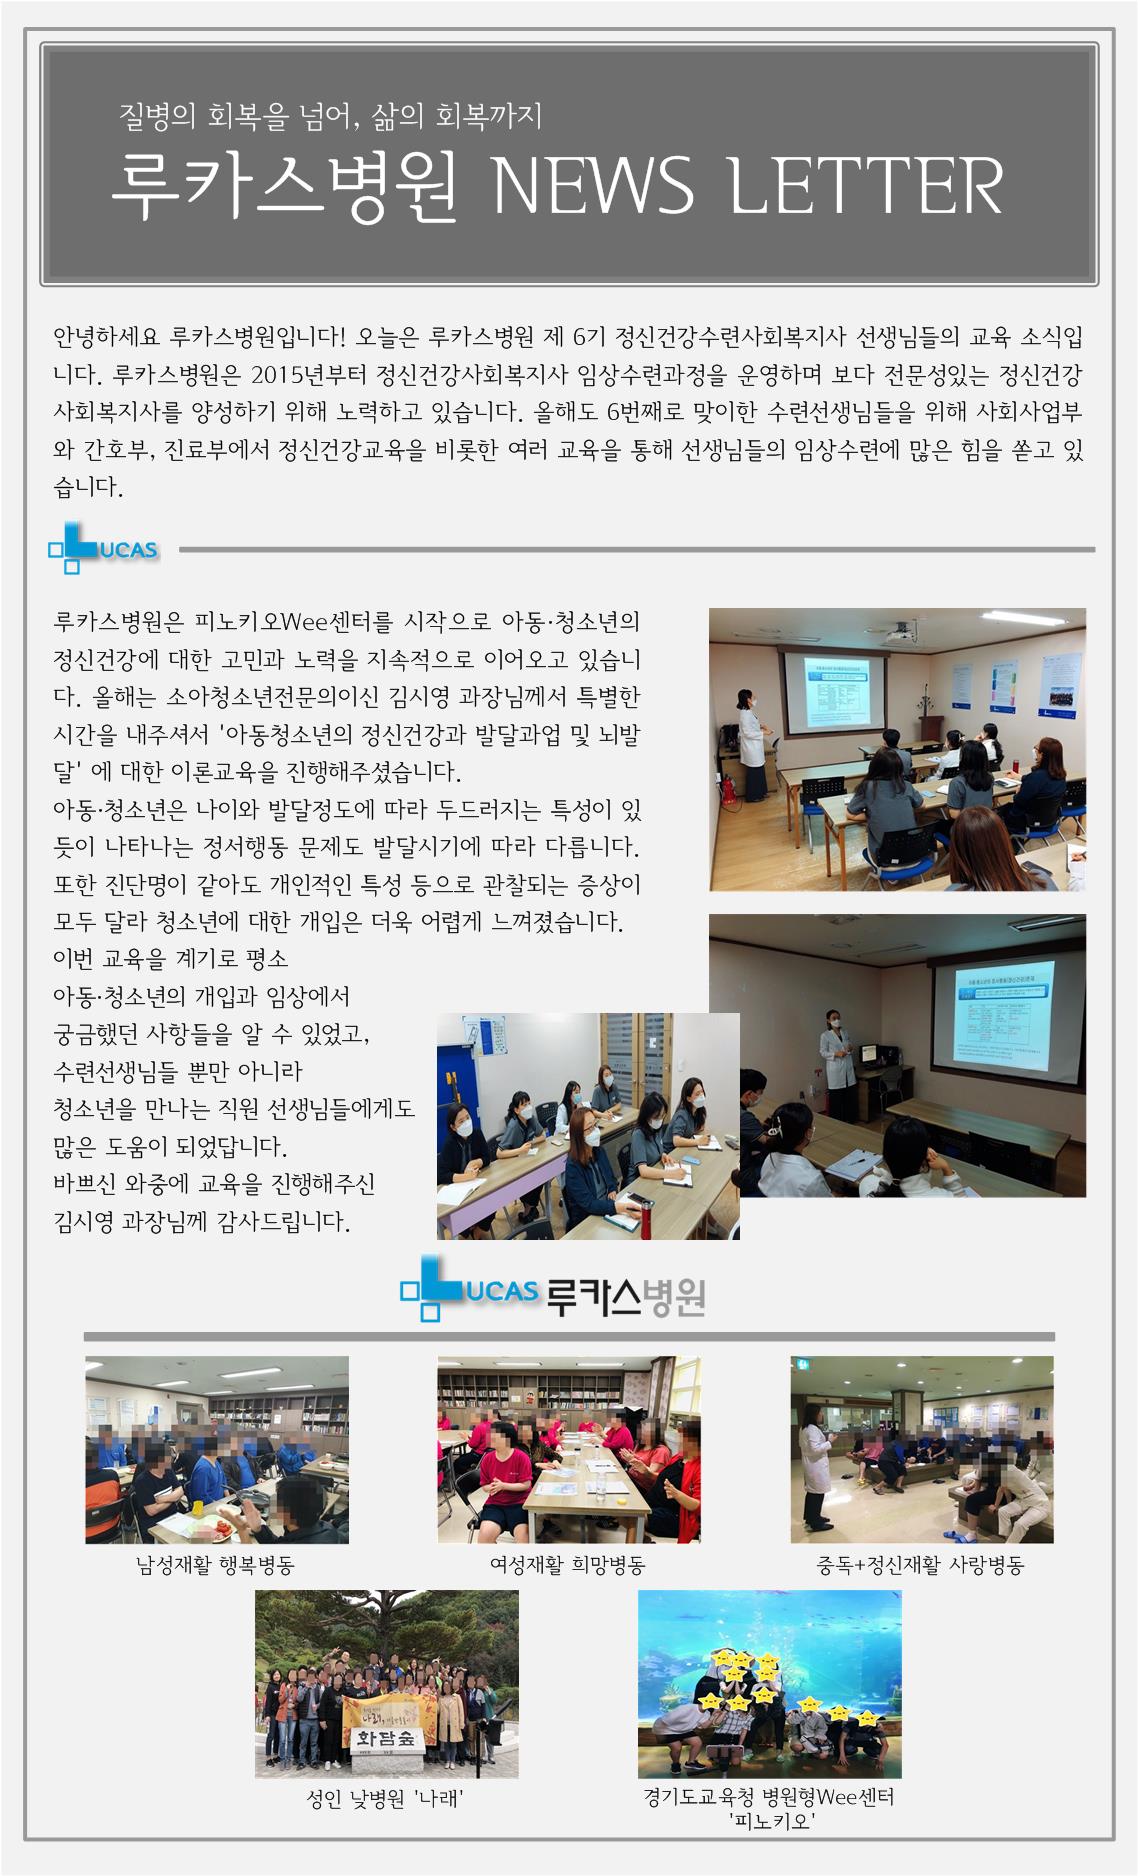 질병의 회복을 넘어, 삶의 회복까지
루카스병원 NEWS LETTER
안녕하세요 루카스병원입니다! 오늘은 루카스병원 제 6기 정신건강수련사회복지사 선생님들의 교육 소식입
니다. 루카스병원은 2015년부터 정신건강사회복지사 임상수련과정을 운영하며 보다 전문성있는 정신건강
사회복지사를 양성하기 위해 노력하고 있습니다. 올해도 6번째로 맞이한 수련선생님들을 위해 사회사업부
와 간호부, 진료부에서 정신건강교육을 비롯한 여러 교육을 통해 선생님들의 임상수련에 많은 힘을 쏟고 있
습니다.
LUCAS
루카스병원은 피노키오Wee센터를 시작으로 아동·청소년의
정신건강에 대한 고민과 노력을 지속적으로 이어오고 있습니
다. 올해는 소아청소년전문의이신 김시영 과장님께서 특별한
시간을 내주셔서 '아동청소년의 정신건강과 발달과업 및 뇌발
달' 에 대한 이론교육을 진행해주셨습니다.
아동·청소년은 나이와 발달정도에 따라 두드러지는 특성이 있
듯이 나타나는 정서행동 문제도 발달시기에 따라 다릅니다.
또한 진단명이 같아도 개인적인 특성 등으로 관찰되는 증상이
모두 달라 청소년에 대한 개입은 더욱 어렵게 느껴졌습니다.
이번 교육을 계기로 평소
아동·청소년의 개입과 임상에서
궁금했던 사항들을 알 수 있었고,
수련선생님들 뿐만 아니라
청소년을 만나는 직원 선생님들에게도
많은 도움이 되었답니다.
바쁘신 와중에 교육을 진행해주신
김시영 과장님께 감사드립니다.
LUCAS 루카스병원
남성재활 행복병동
여성재활 희망병동
중독+정신재활 사랑병동
나래,
화담숲
성인 낮병원 '나래'
경기도교육청 병원형Wee센터
'피노키오'